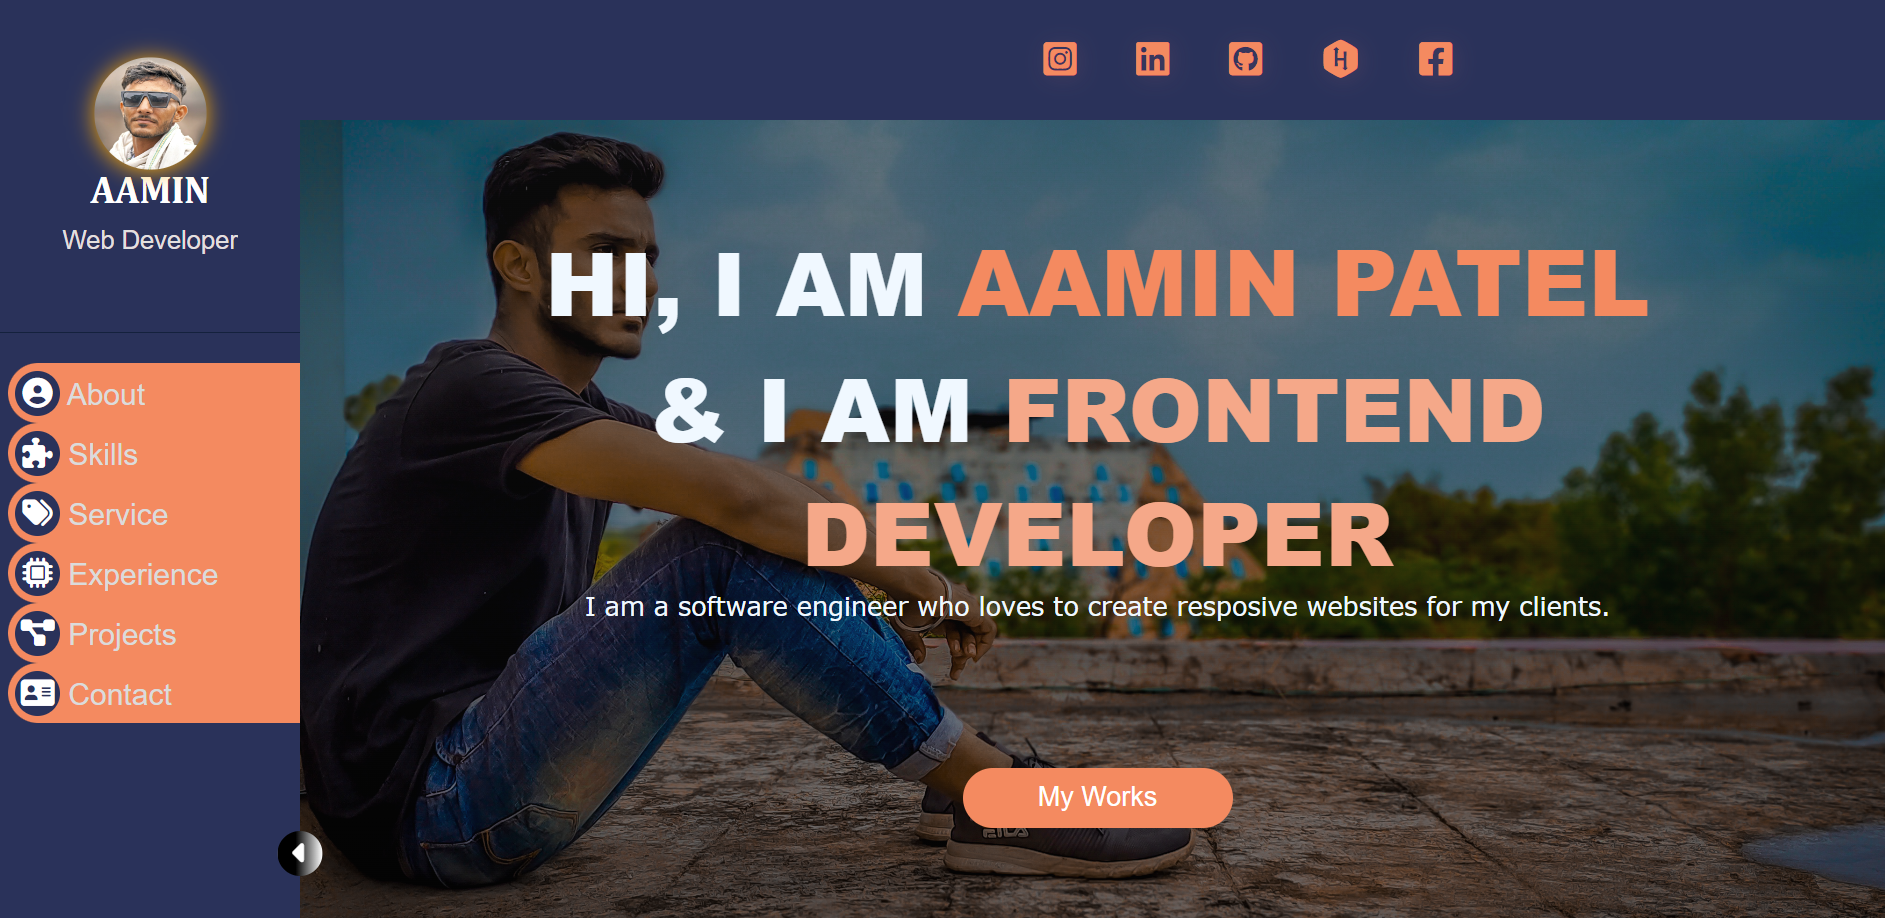 AAMIN
Web Developer
About
Skills
Service
Experience
Projects
Contact
HI, I AM AAMIN PATEL
& I AM FRONTEND
DEVELOPER
I am a software engineer who loves to create resposive websites for my clients.
My Works
FILA